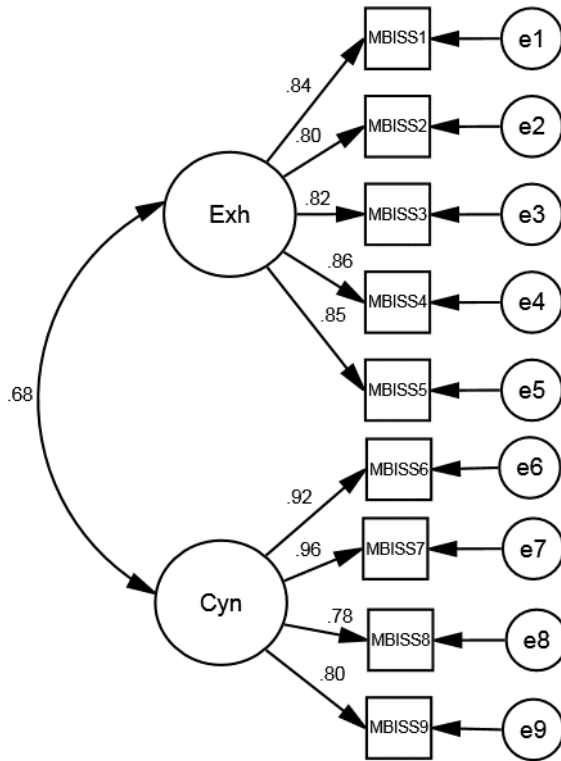 MBISS1
e1
.84
MBISS2
e2
.80
Exh
.82
MBISS3
e3
.86
MBISS4
e4
.85
MBISS5
e5
.68
MBISS6
e6
.92
.96
MBISS7
e7
Cyn
.78
MBISS8
e8
.80
MBISS9
e9